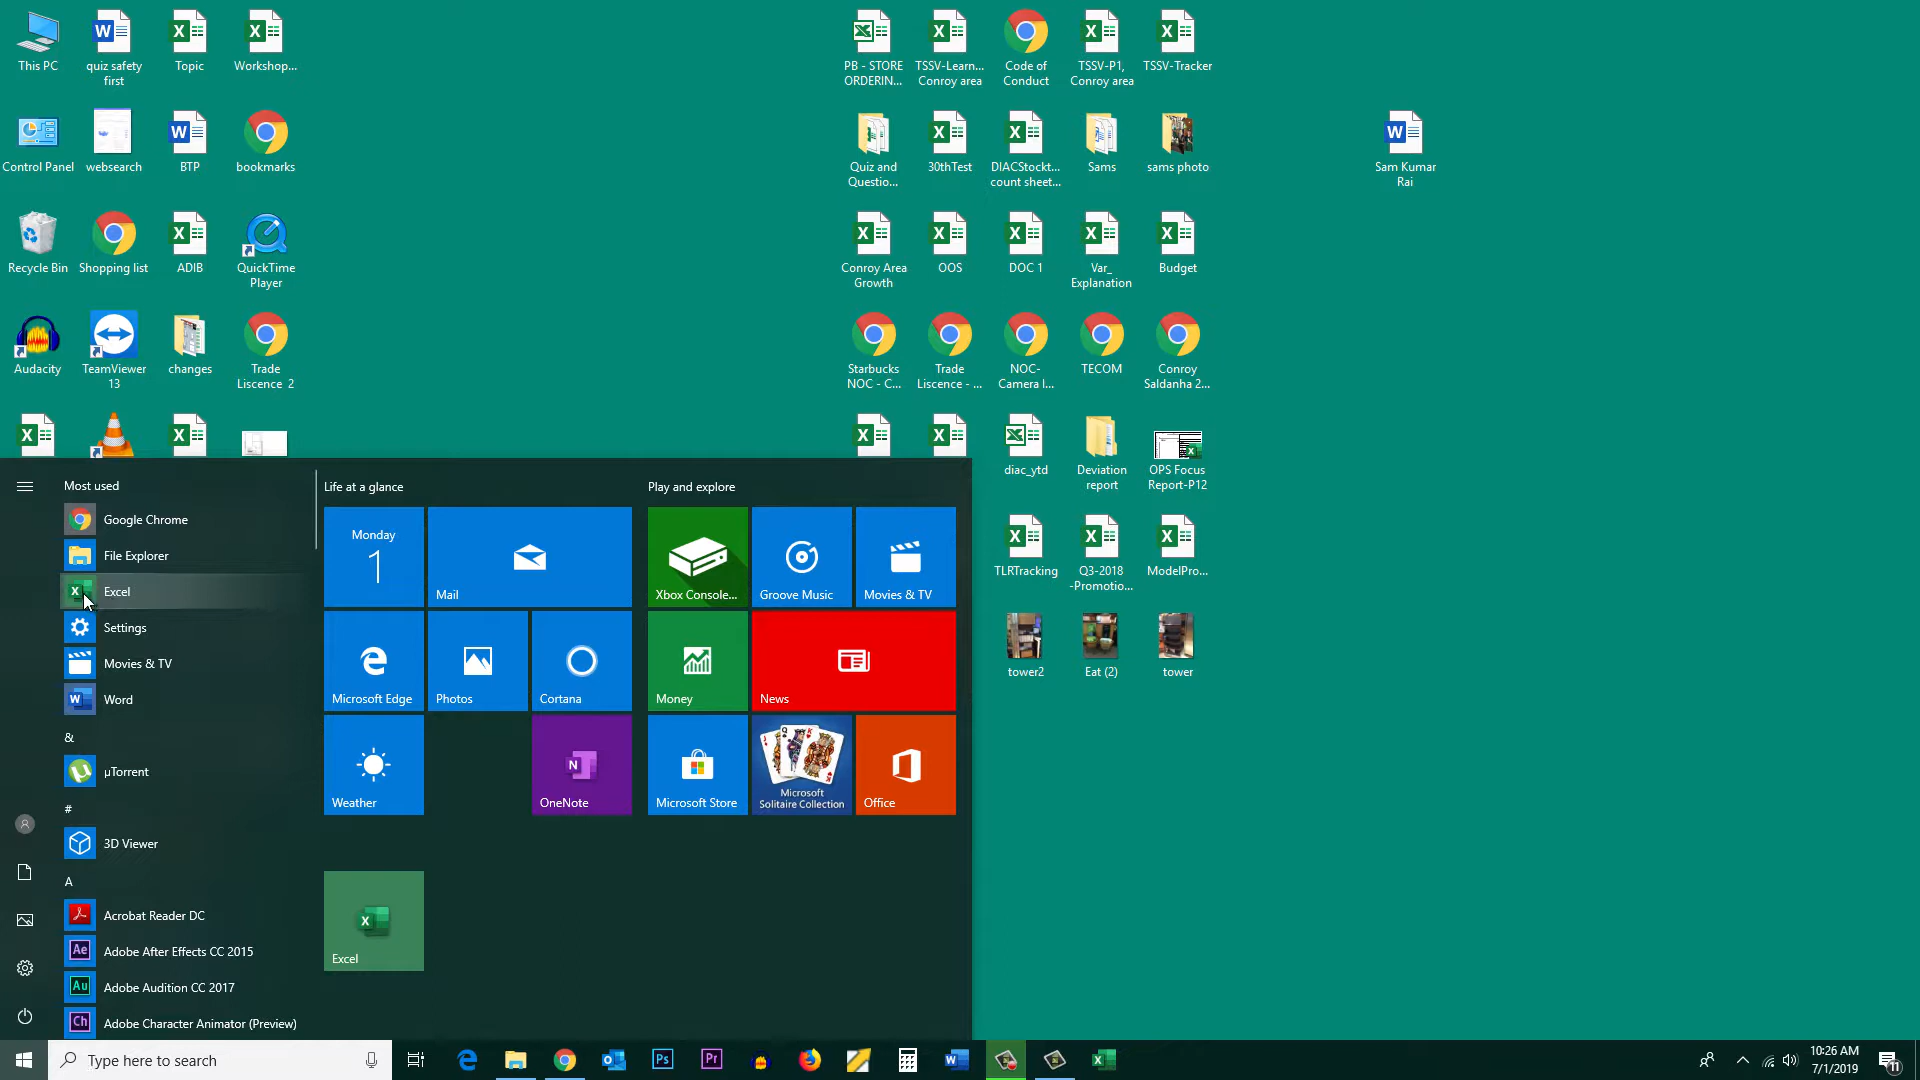 This PC
quiz safety
first
Topic
Workshop...
PB - STORE
ORDERIN...
TSSV-Learn...
Conroy area
Code of
Conduct
TSSV-P1,
Conroy area
TSSV-Tracker
Control Panel
websearch
BTP
bookmarks
Quiz and
Questio...
30thTest
DIACStockt...
count sheet...
Sams
sams photo
Sam Kumar
Rai
Recycle Bin
Shopping list
ADIB
QuickTime
Player
Conroy Area
Growth
OOS
DOC 1
Var_
Explanation
Budget
Audacity
TeamViewer
13
changes
Trade
Liscence 2
Starbucks
NOC - C...
Trade
Liscence - ...
NOC-
Camera l...
TECOM
Conroy
Saldanha 2...
diac_ytd
Deviation
report
OPS Focus
Report-P12
TLRTracking
Q3-2018
-Promotio...
ModelPro...
tower2
Eat (2)
tower
Most used
Google Chrome
File Explorer
Excel
Settings
Movies & TV
Word
&
µTorrent
#
3D Viewer
A
Acrobat Reader DC
Adobe After Effects CC 2015
Adobe Audition CC 2017
Adobe Character Animator (Preview)
Life at a glance
Monday
1
Mail
Microsoft Edge
Photos
Cortana
Weather
OneNote
Excel
Play and explore
Xbox Console...
Groove Music
Movies & TV
Money
News
Microsoft Store
Microsoft
Solitaire Collection
Office
Type here to search
10:26 AM
7/1/2019
11